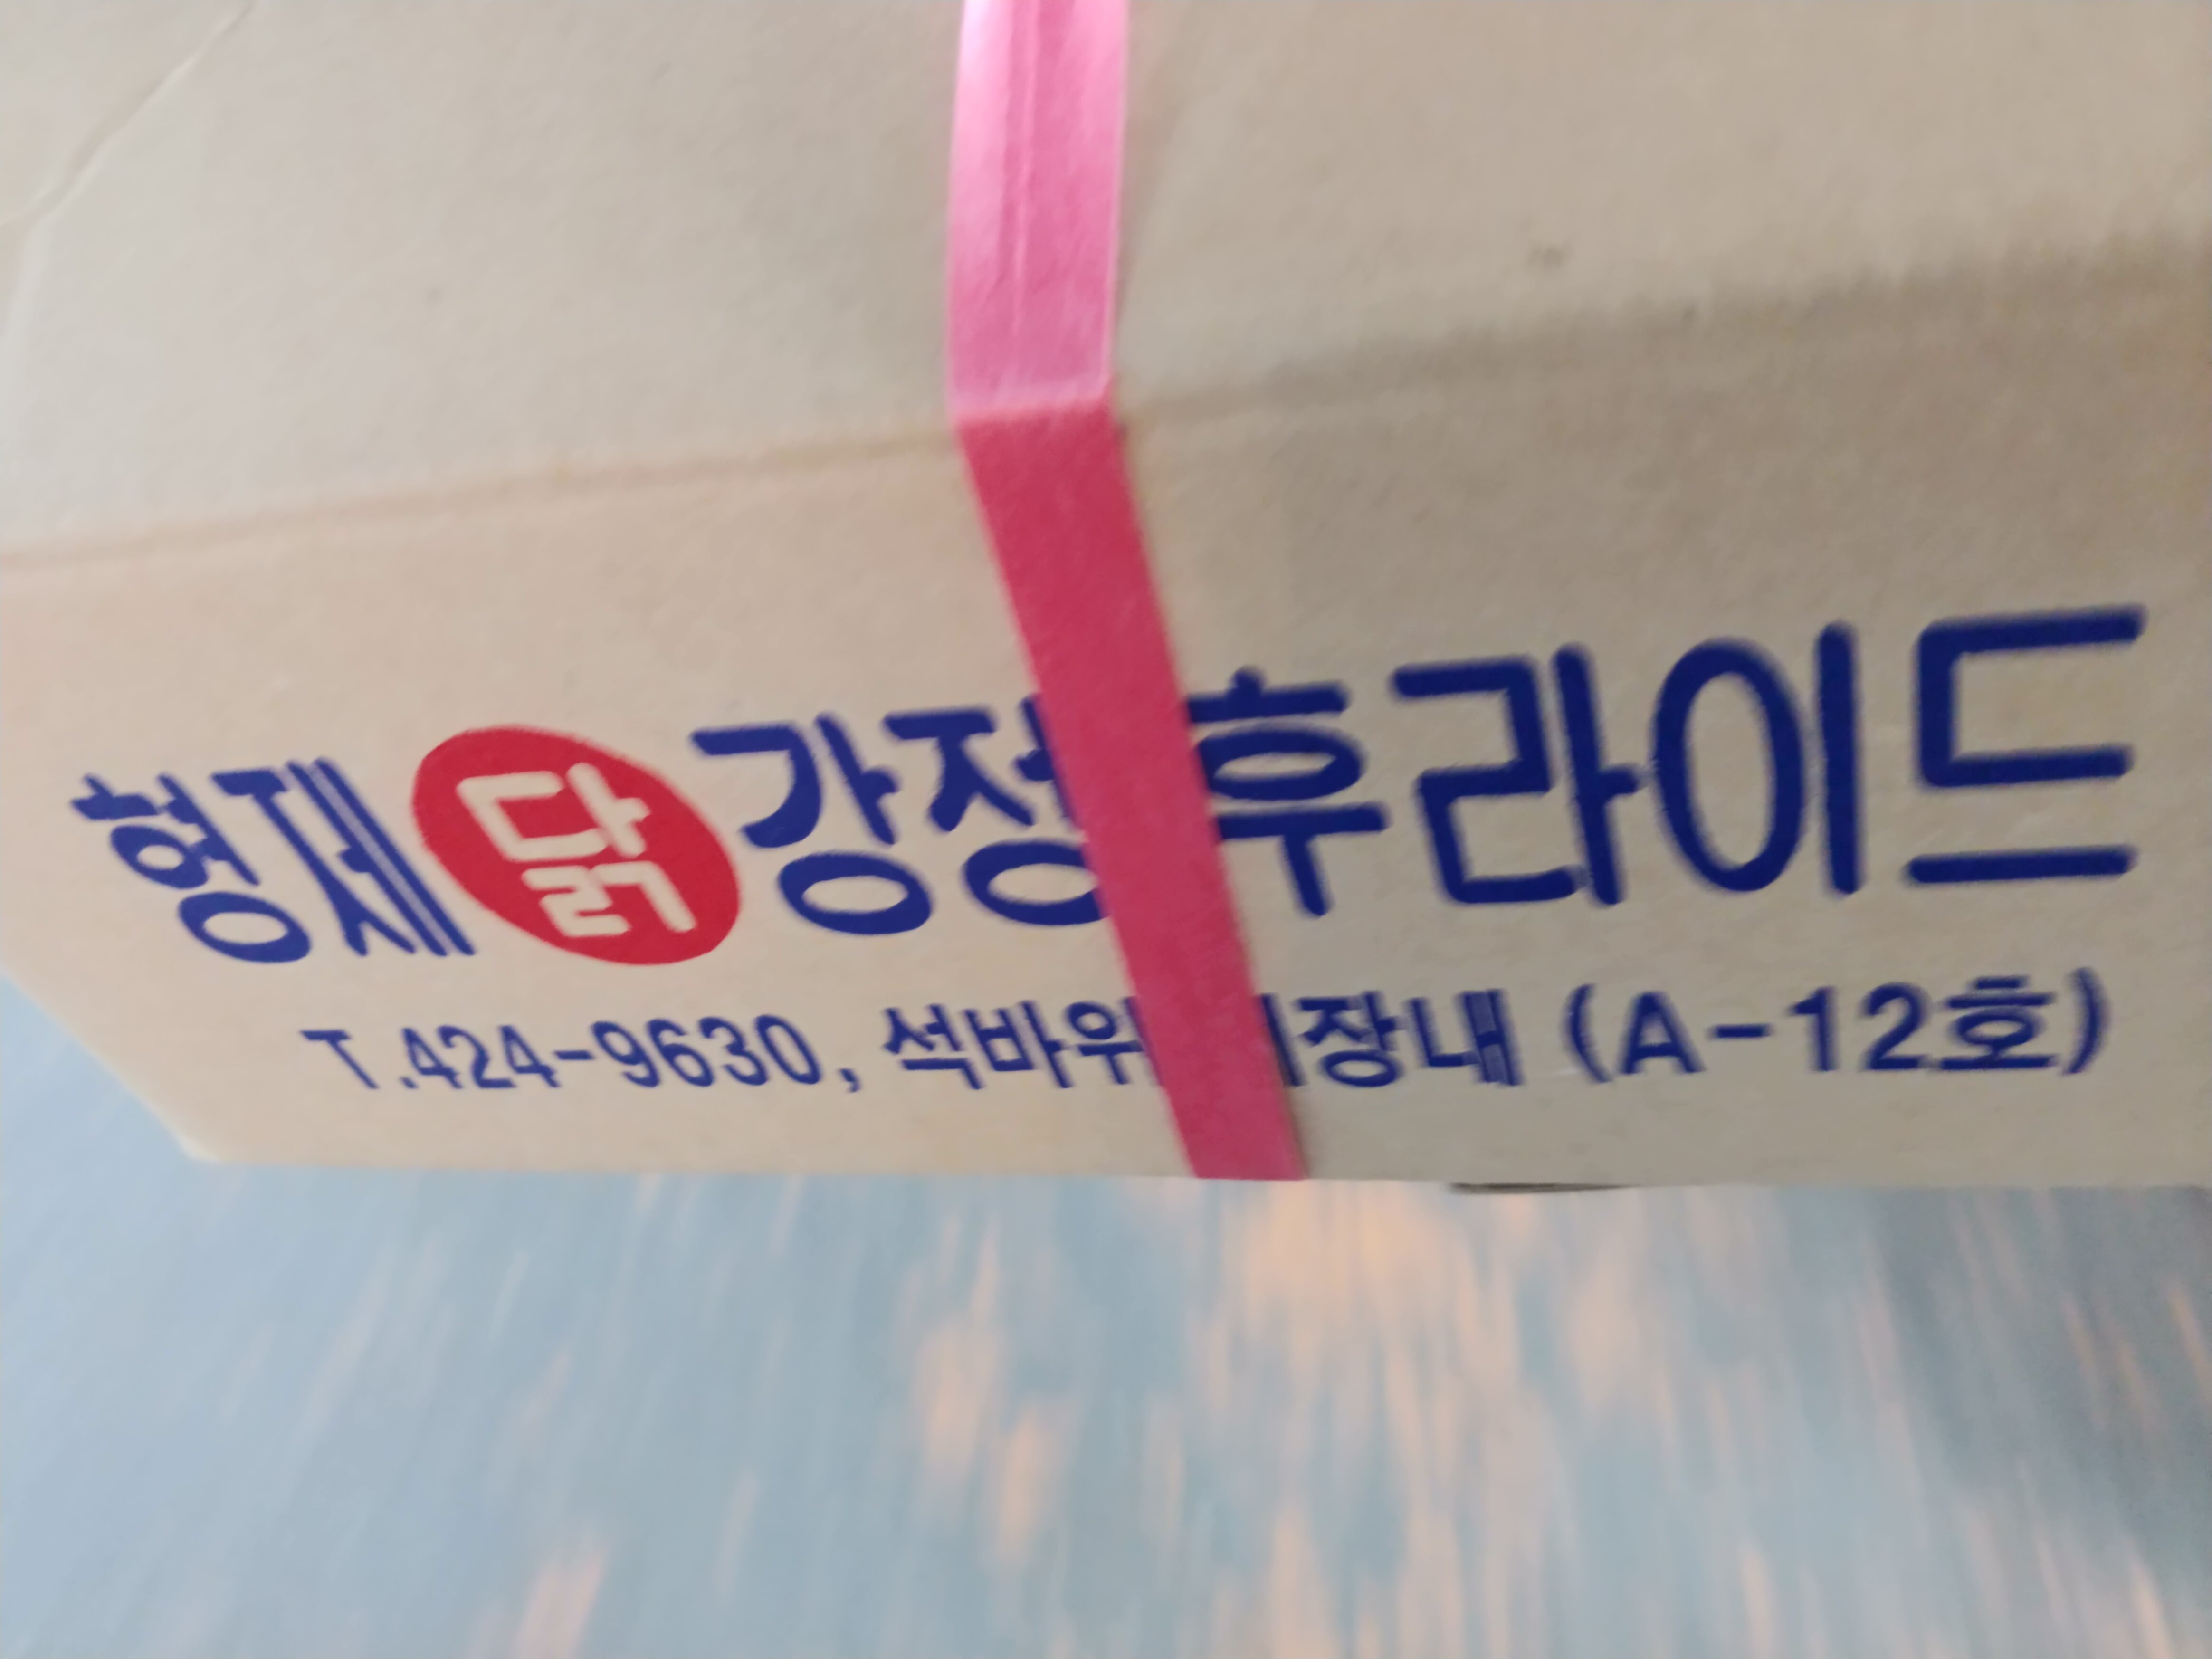 형제 닭 강정 후라이드
T.424-9630, 석바위시장내 (A-12호)